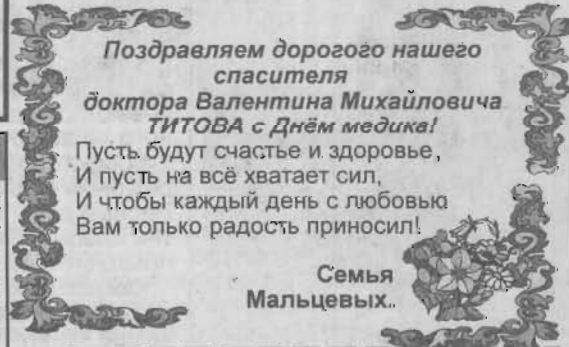 Поздравляем дорогого нашего
спасителя
доктора Валентина Михайловича
ТИТОВА с Днём медика!
Пусть будут счастье и здоровье,
И пусть на всё хватает сил,
И чтобы каждый день с любовью
Вам только радость приносил!
Семья
Мальцевых.